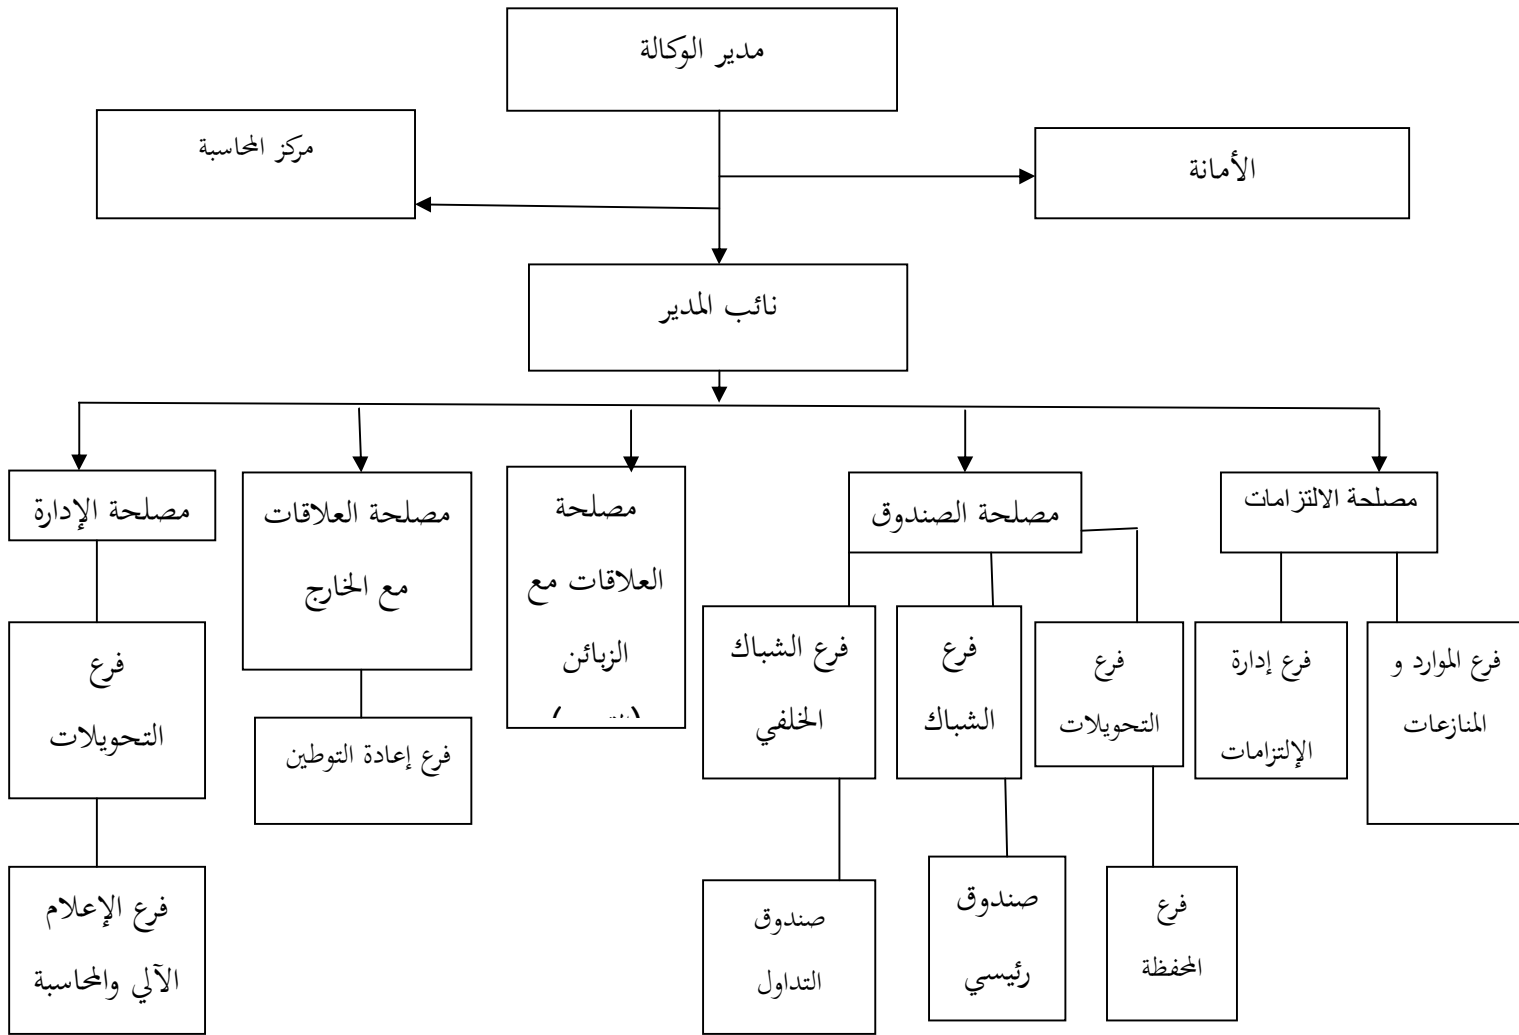 مدير الوكالة
الأمانة
مركز المحاسبة
نائب المدير
مصلحة الالتزامات
مصلحة الصندوق
مصلحة
العلاقات مع
الزبائن
مصلحة العلاقات
مع الخارج
مصلحة الإدارة
فرع الموارد و
المنازعات
فرع إدارة
الإلتزامات
فرع
التحويلات
فرع
الشباك
فرع الشباك
الخلفي
فرع إعادة التوطين
فرع
التحويلات
فرع
المحفظة
صندوق
رئيسي
صندوق
التداول
فرع الإعلام
الآلي والمحاسبة